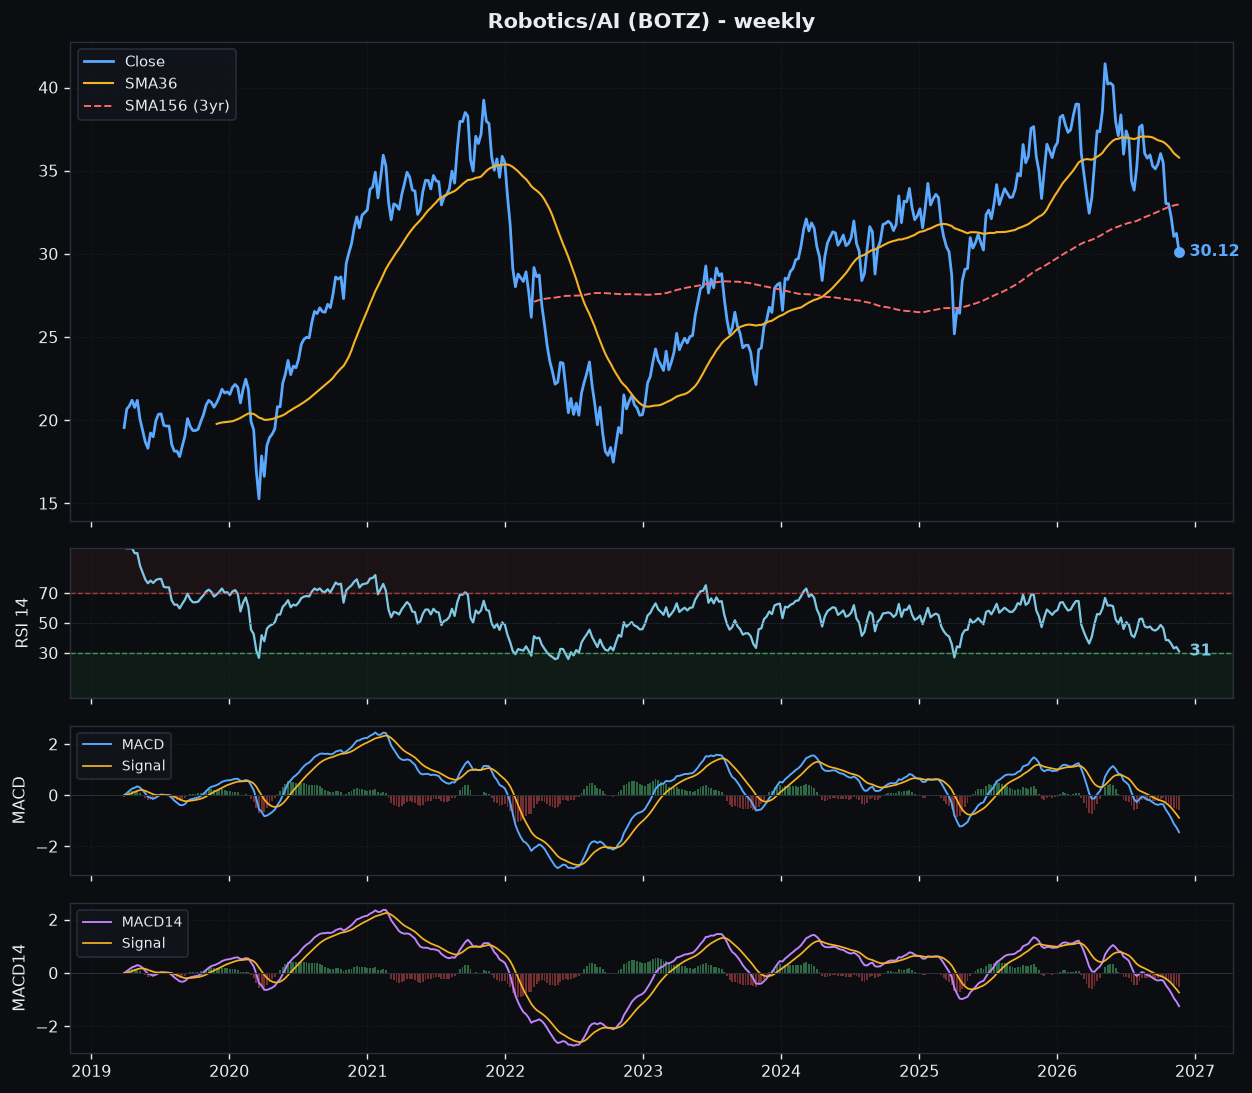 Robotics/AI (BOTZ) - weekly
Close
SMA36
SMA156 (3yr)
40
35
30
25
20
15
30.12
RSI 14
70
50
30
31
MACD
MACD
Signal
2
0
−2
MACD14
MACD14
Signal
2
0
−2
2019
2020
2021
2022
2023
2024
2025
2026
2027